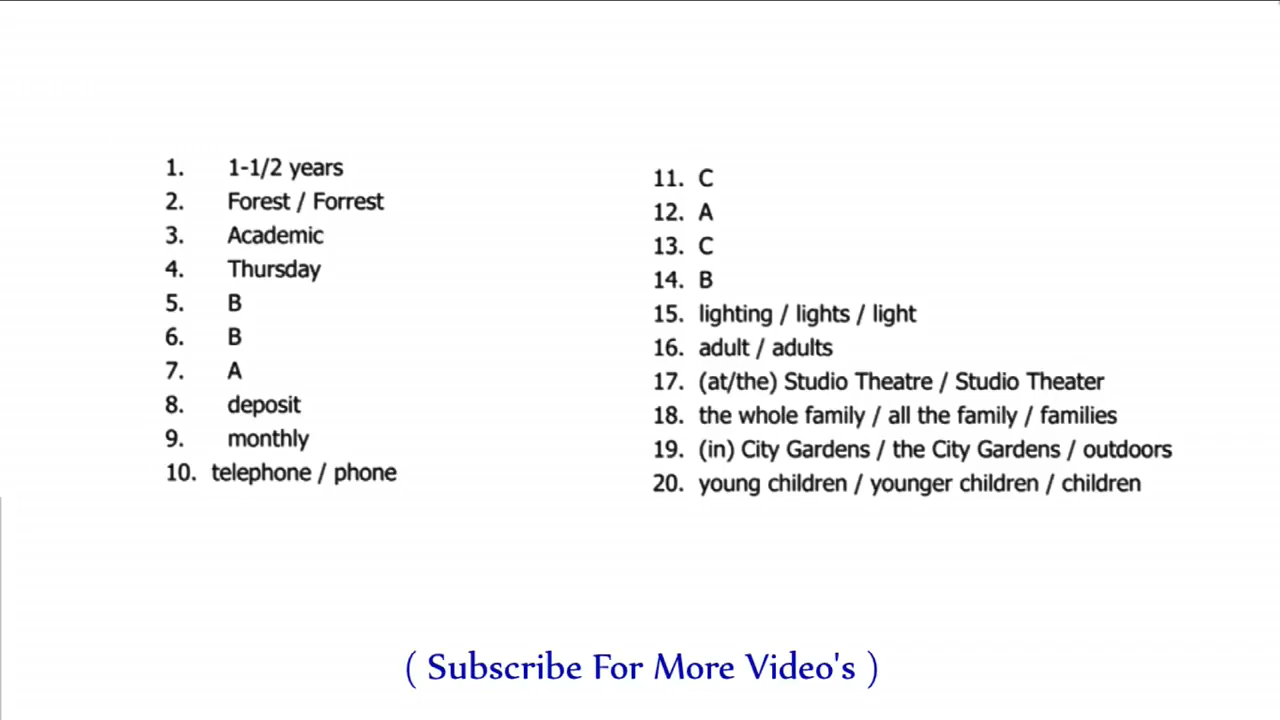 1. 1-1/2 years
2. Forest / Forrest
3. Academic
4. Thursday
5. B
6. B
7. A
8. deposit
9. monthly
10. telephone / phone
11. C
12. A
13. C
14. B
15. lighting / lights / light
16. adult / adults
17. (at/the) Studio Theatre / Studio Theater
18. the whole family / all the family / families
19. (in) City Gardens / the City Gardens / outdoors
20. young children / younger children / children
( Subscribe For More Video's )